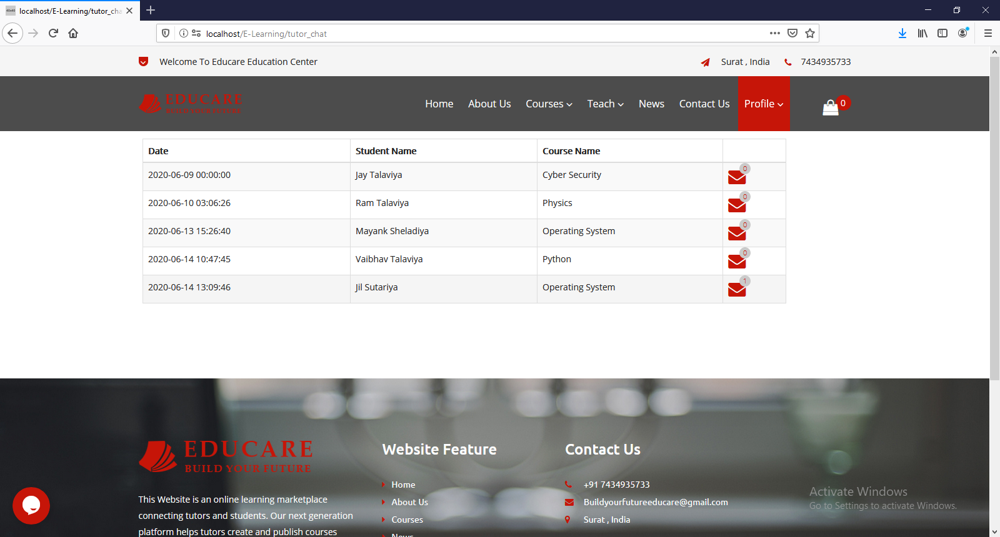 localhost/E-Learning/tutor_cha
localhost/E-Learning/tutor_chat
Welcome To Educare Education Center
Surat , India 7434935733
EDUCARE
BUILD YOUR FUTURE
Home About Us Courses Teach News Contact Us Profile 0
Date Student Name Course Name
2020-06-09 00:00:00 Jay Talaviya Cyber Security 0
2020-06-10 03:06:26 Ram Talaviya Physics 0
2020-06-13 15:26:40 Mayank Sheladiya Operating System 0
2020-06-14 10:47:45 Vaibhav Talaviya Python 0
2020-06-14 13:09:46 Jil Sutariya Operating System 1
EDUCARE
BUILD YOUR FUTURE
This Website is an online learning marketplace
connecting tutors and students. Our next generation
platform helps tutors create and publish courses
Website Feature
Home
About Us
Courses
News
Contact Us
+91 7434935733
Buildyourfutureeducare@gmail.com
Surat , India
Activate Windows
Go to Settings to activate Windows.